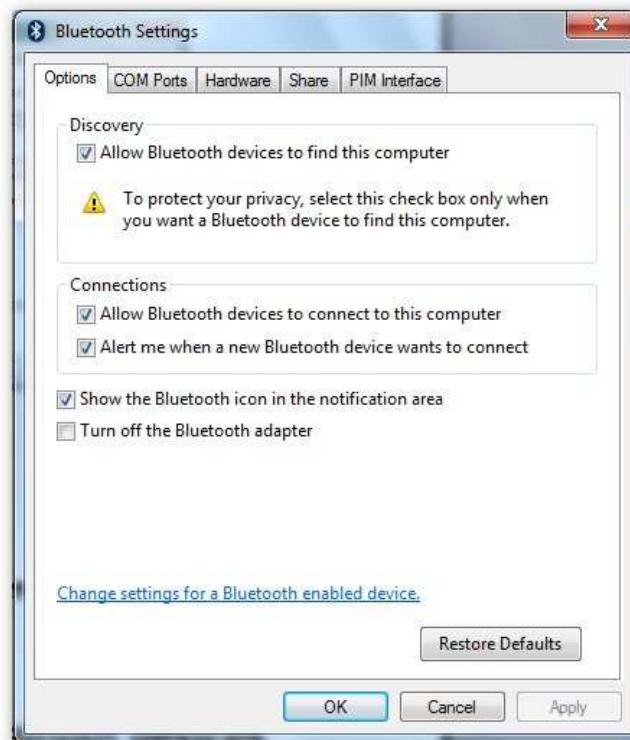 Bluetooth Settings
Options COM Ports Hardware Share PIM Interface
Discovery
Allow Bluetooth devices to find this computer
To protect your privacy, select this check box only when
you want a Bluetooth device to find this computer.
Connections
Allow Bluetooth devices to connect to this computer
Alert me when a new Bluetooth device wants to connect
Show the Bluetooth icon in the notification area
Turn off the Bluetooth adapter
Change settings for a Bluetooth enabled device.
Restore Defaults
OK Cancel Apply